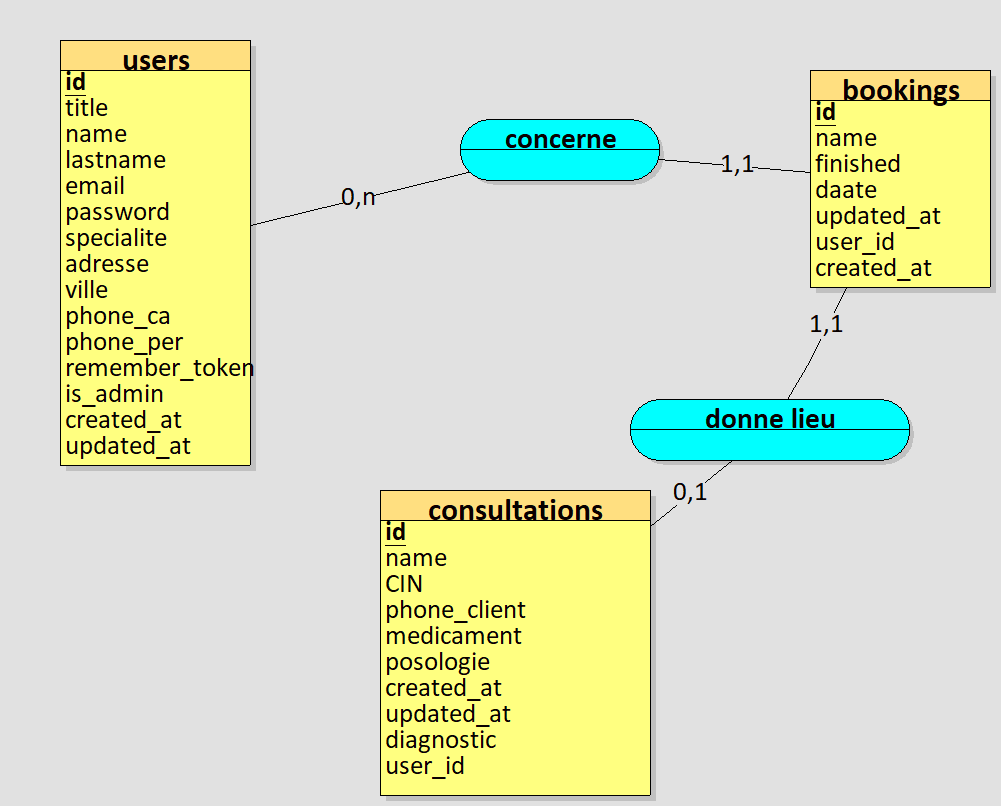 users
id
title
name
lastname
email
password
specialite
adresse
ville
phone_ca
phone_per
remember_token
is_admin
created_at
updated_at
0,n
concerne
1,1
bookings
id
name
finished
daate
updated_at
user_id
created_at
1,1
donne lieu
0,1
consultations
id
name
CIN
phone_client
medicament
posologie
created_at
updated_at
diagnostic
user_id